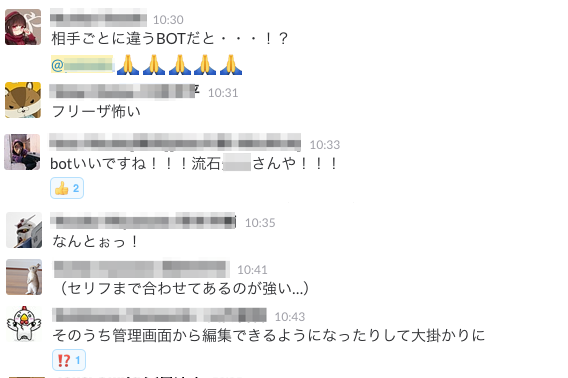 10:30
相手ごとに違うBOTだと・・・！？
@ 🙏🙏🙏🙏🙏
10:31
フリーザ怖い
10:33
botいいですね！！！流石 さんや！！！
👍 2
10:35
なんとぉっ！
10:41
（セリフまで合わせてあるのが強い...）
10:43
そのうち管理画面から編集できるようになったりして大掛かりに
⁉️ 1